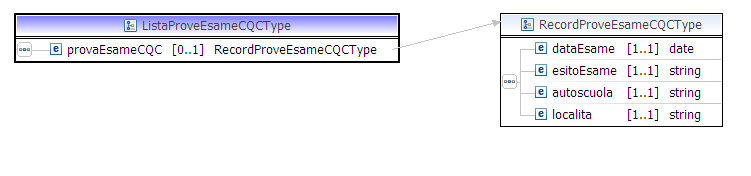 ListaProveEsameCQCType
provaEsameCQC [0..1] RecordProveEsameCQCType
RecordProveEsameCQCType
dataEsame [1..1] date
esitoEsame [1..1] string
autoscuola [1..1] string
localita [1..1] string